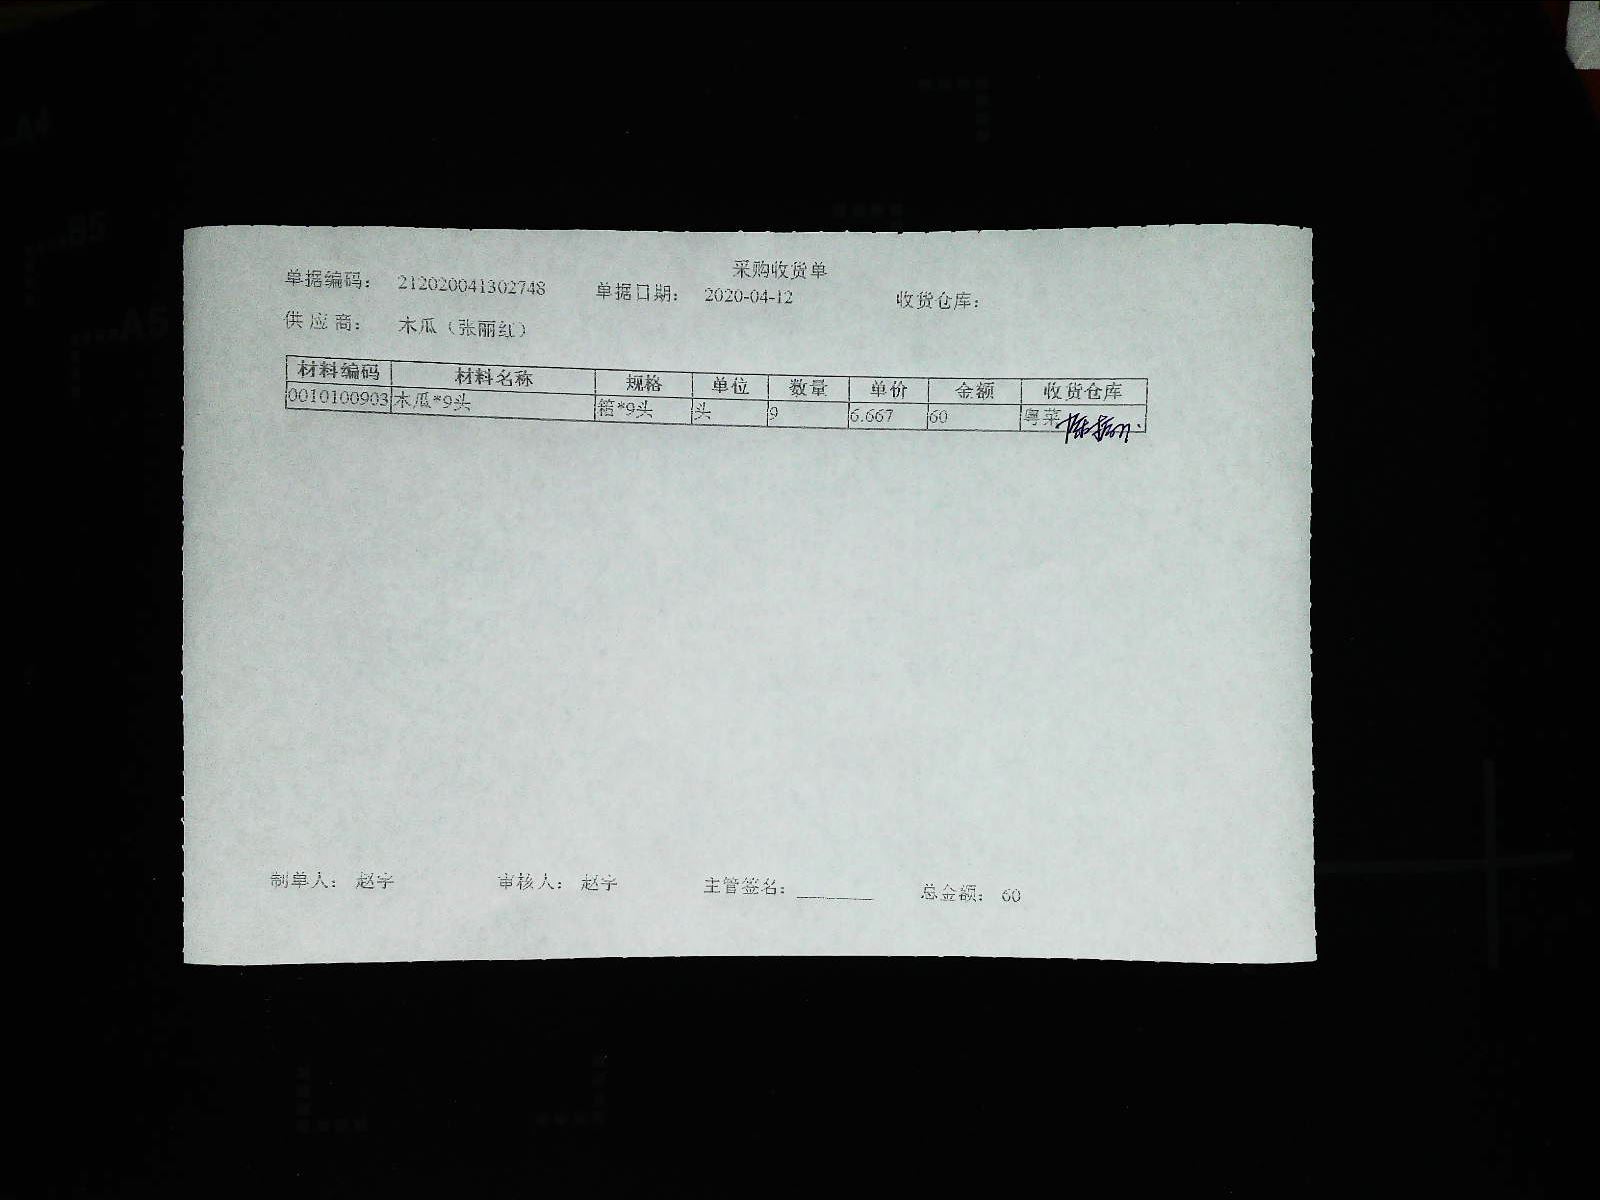 采购收货单
单据编码： 212020041302748 单据日期： 2020-04-12 收货仓库：
供应商： 木瓜（张丽红）
材料编码 材料名称 规格 单位 数量 单价 金额 收货仓库
0010100903 木瓜*9头 箱*9头 头 9 6.667 60 粤菜
制单人： 赵宇 审核人： 赵宇 主管签名： 总金额： 60
A4
B5
A5